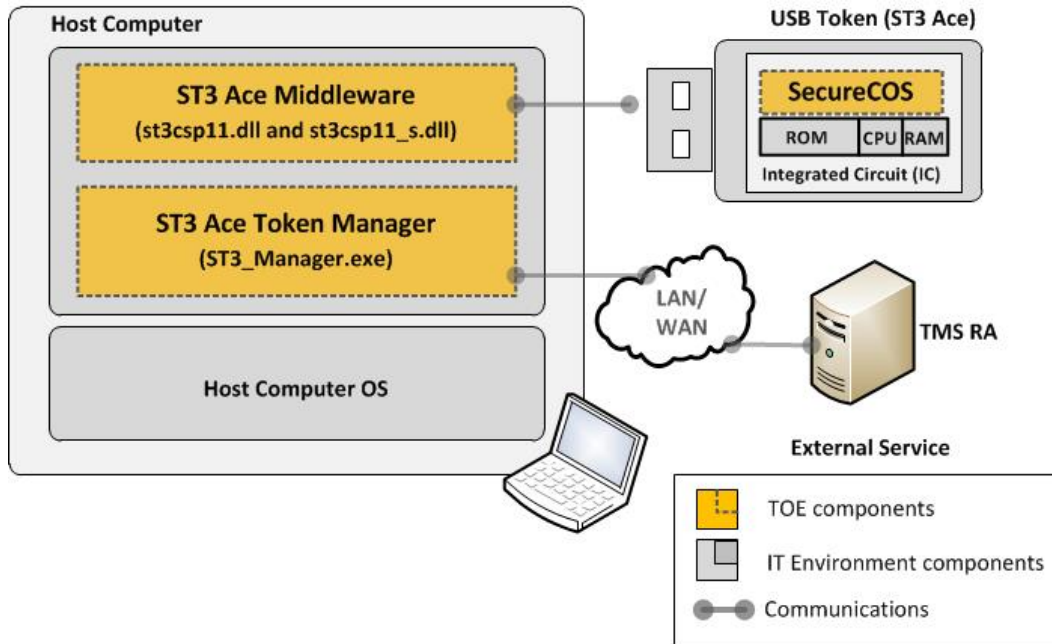 Host Computer
ST3 Ace Middleware
(st3csp11.dll and st3csp11_s.dll)
ST3 Ace Token Manager
(ST3_Manager.exe)
Host Computer OS
USB Token (ST3 Ace)
SecureCOS
ROM CPU RAM
Integrated Circuit (IC)
LAN/
WAN
TMS RA
External Service
TOE components
IT Environment components
Communications